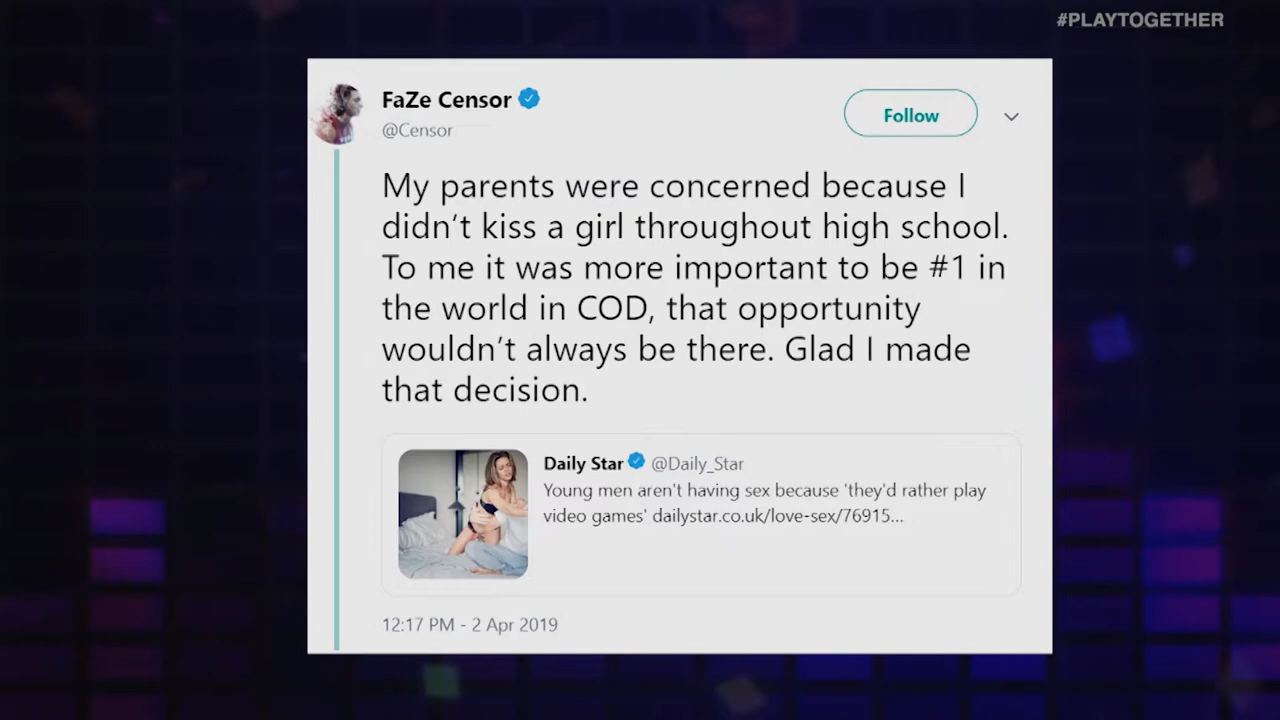 #PLAYTOGETHER
FaZe Censor
@Censor
Follow
My parents were concerned because I
didn’t kiss a girl throughout high school.
To me it was more important to be #1 in
the world in COD, that opportunity
wouldn’t always be there. Glad I made
that decision.
Daily Star @Daily_Star
Young men aren't having sex because 'they'd rather play
video games' dailystar.co.uk/love-sex/76915...
12:17 PM - 2 Apr 2019